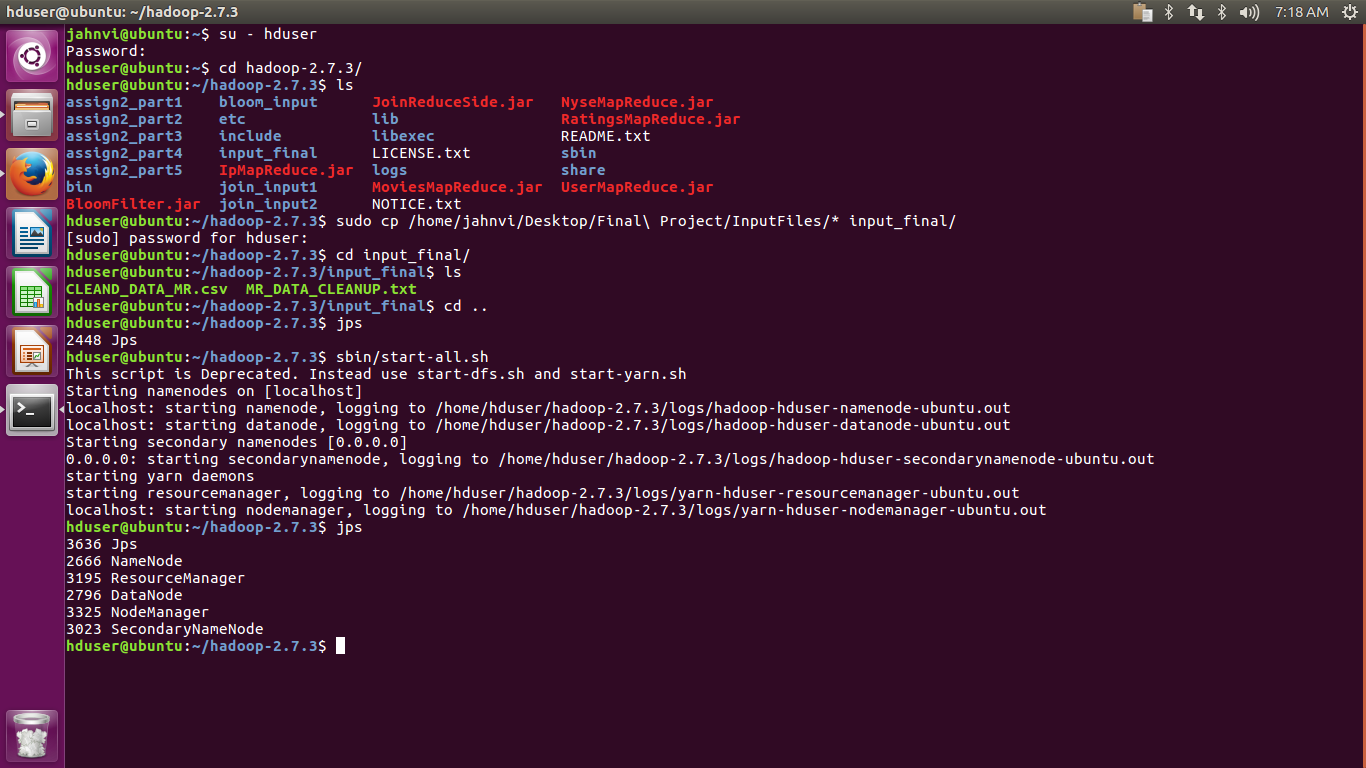 hduser@ubuntu: ~/hadoop-2.7.3 7:18 AM
jahnvi@ubuntu:~$ su - hduser
Password:
hduser@ubuntu:~$ cd hadoop-2.7.3/
hduser@ubuntu:~/hadoop-2.7.3$ ls
assign2_part1 bloom_input JoinReduceSide.jar NyseMapReduce.jar
assign2_part2 etc lib RatingsMapReduce.jar
assign2_part3 include libexec README.txt
assign2_part4 input_final LICENSE.txt sbin
assign2_part5 IpMapReduce.jar logs share
bin join_input1 MoviesMapReduce.jar UserMapReduce.jar
BloomFilter.jar join_input2 NOTICE.txt
hduser@ubuntu:~/hadoop-2.7.3$ sudo cp /home/jahnvi/Desktop/Final\ Project/InputFiles/* input_final/
[sudo] password for hduser:
hduser@ubuntu:~/hadoop-2.7.3$ cd input_final/
hduser@ubuntu:~/hadoop-2.7.3/input_final$ ls
CLEAND_DATA_MR.csv MR_DATA_CLEANUP.txt
hduser@ubuntu:~/hadoop-2.7.3/input_final$ cd ..
hduser@ubuntu:~/hadoop-2.7.3$ jps
2448 Jps
hduser@ubuntu:~/hadoop-2.7.3$ sbin/start-all.sh
This script is Deprecated. Instead use start-dfs.sh and start-yarn.sh
Starting namenodes on [localhost]
localhost: starting namenode, logging to /home/hduser/hadoop-2.7.3/logs/hadoop-hduser-namenode-ubuntu.out
localhost: starting datanode, logging to /home/hduser/hadoop-2.7.3/logs/hadoop-hduser-datanode-ubuntu.out
Starting secondary namenodes [0.0.0.0]
0.0.0.0: starting secondarynamenode, logging to /home/hduser/hadoop-2.7.3/logs/hadoop-hduser-secondarynamenode-ubuntu.out
starting yarn daemons
starting resourcemanager, logging to /home/hduser/hadoop-2.7.3/logs/yarn-hduser-resourcemanager-ubuntu.out
localhost: starting nodemanager, logging to /home/hduser/hadoop-2.7.3/logs/yarn-hduser-nodemanager-ubuntu.out
hduser@ubuntu:~/hadoop-2.7.3$ jps
3636 Jps
2666 NameNode
3195 ResourceManager
2796 DataNode
3325 NodeManager
3023 SecondaryNameNode
hduser@ubuntu:~/hadoop-2.7.3$